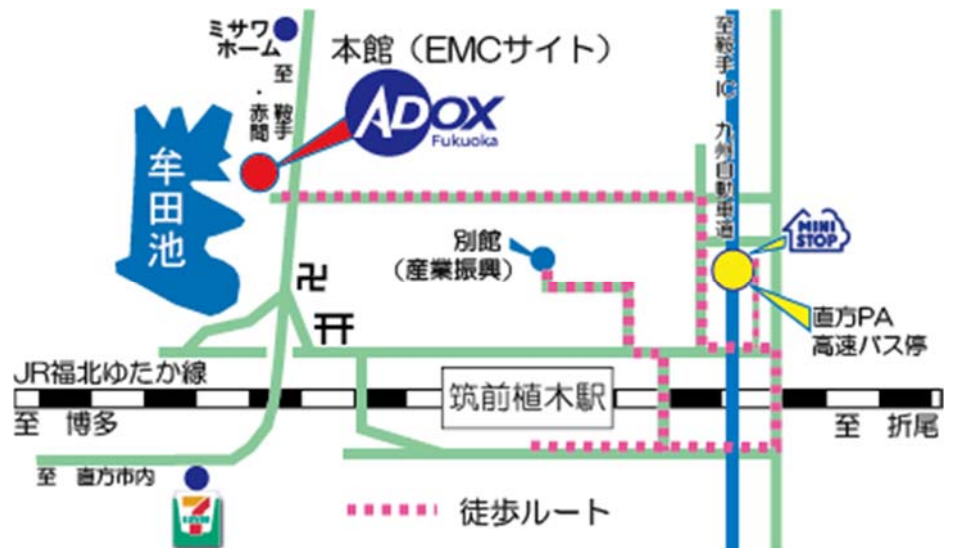 ミサワ
ホーム
至 鞍手
・赤間
本館（EMCサイト）
ADOX
Fukuoka
至鞍手IC 九州自動車道
牟田池
別館
（産業振興）
MINI
STOP
直方PA
高速バス停
JR福北ゆたか線
筑前植木駅
至 博多
至 折尾
至 直方市内
7
ELEVEN
徒歩ルート